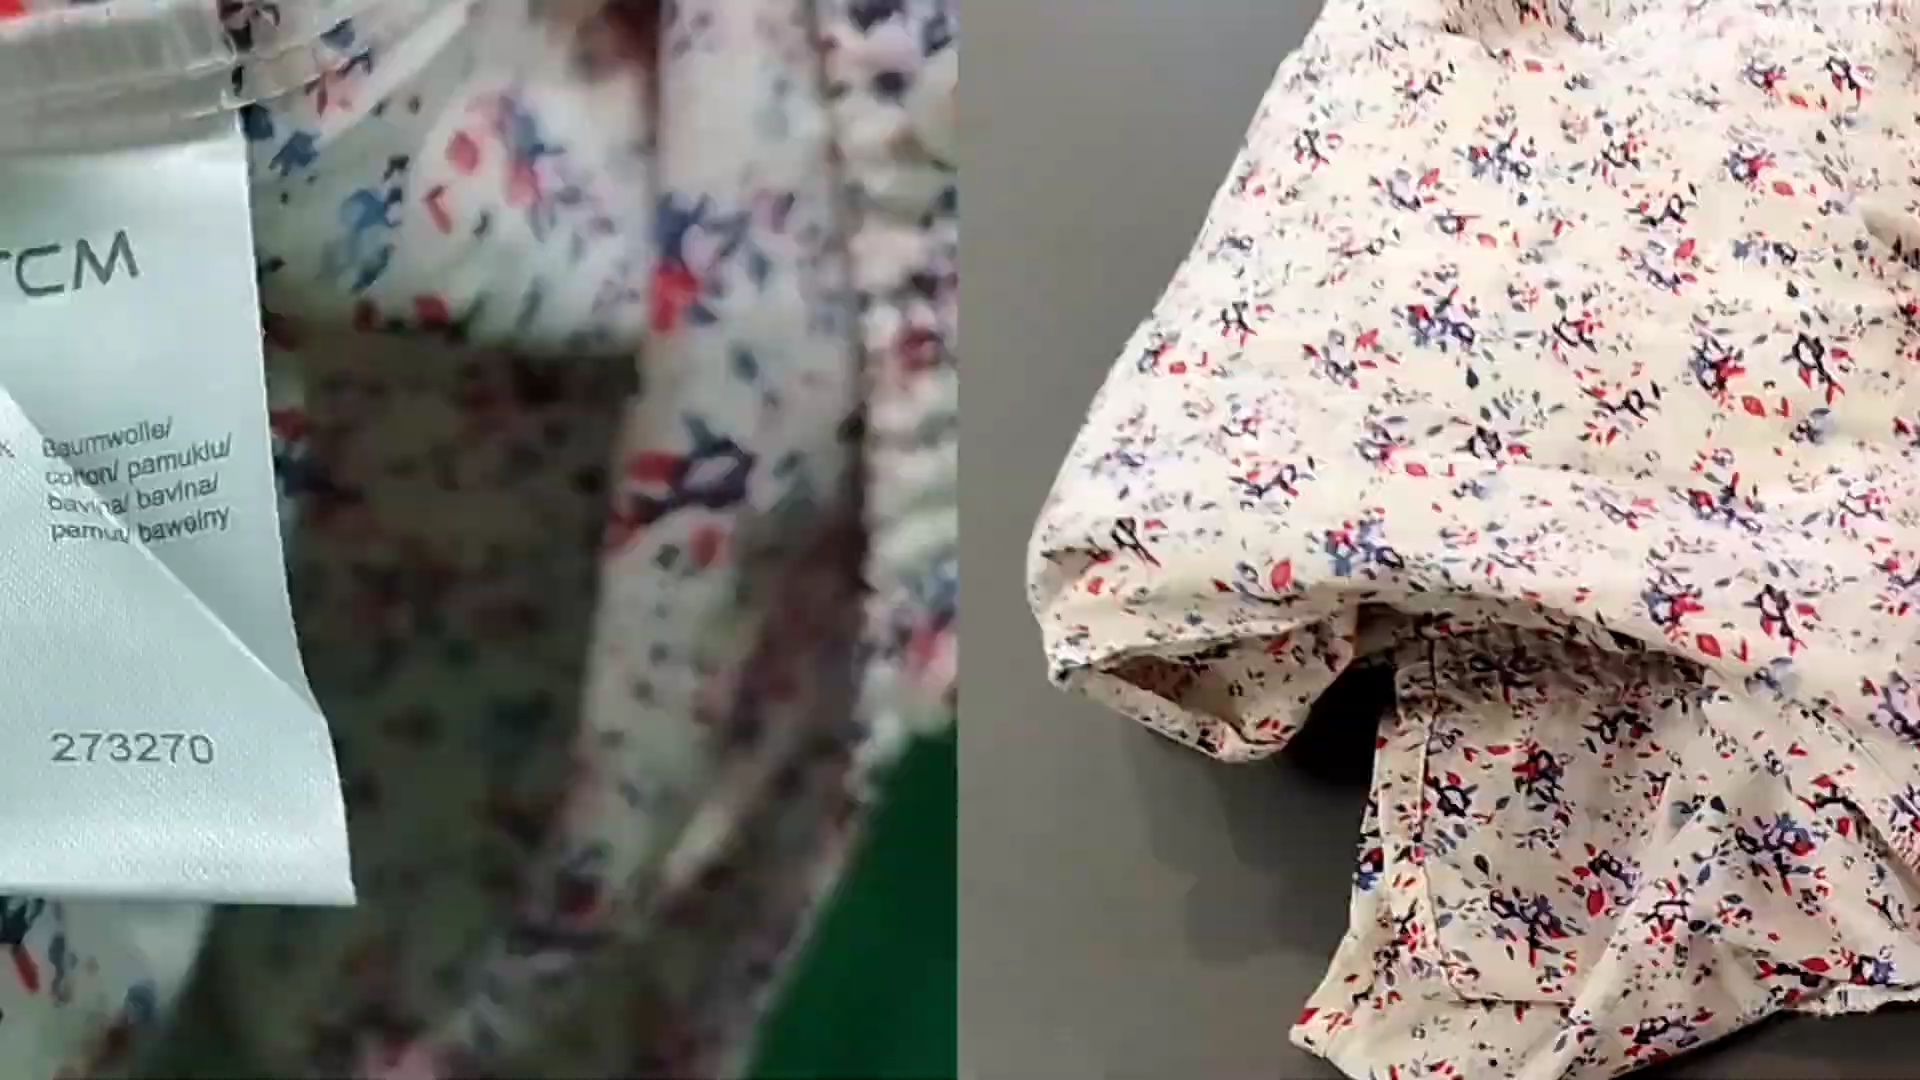 TCM
% Baumwolle/
cotton/ pamuklu/
bavlna/ bavlna/
pamut/ bawełny
273270